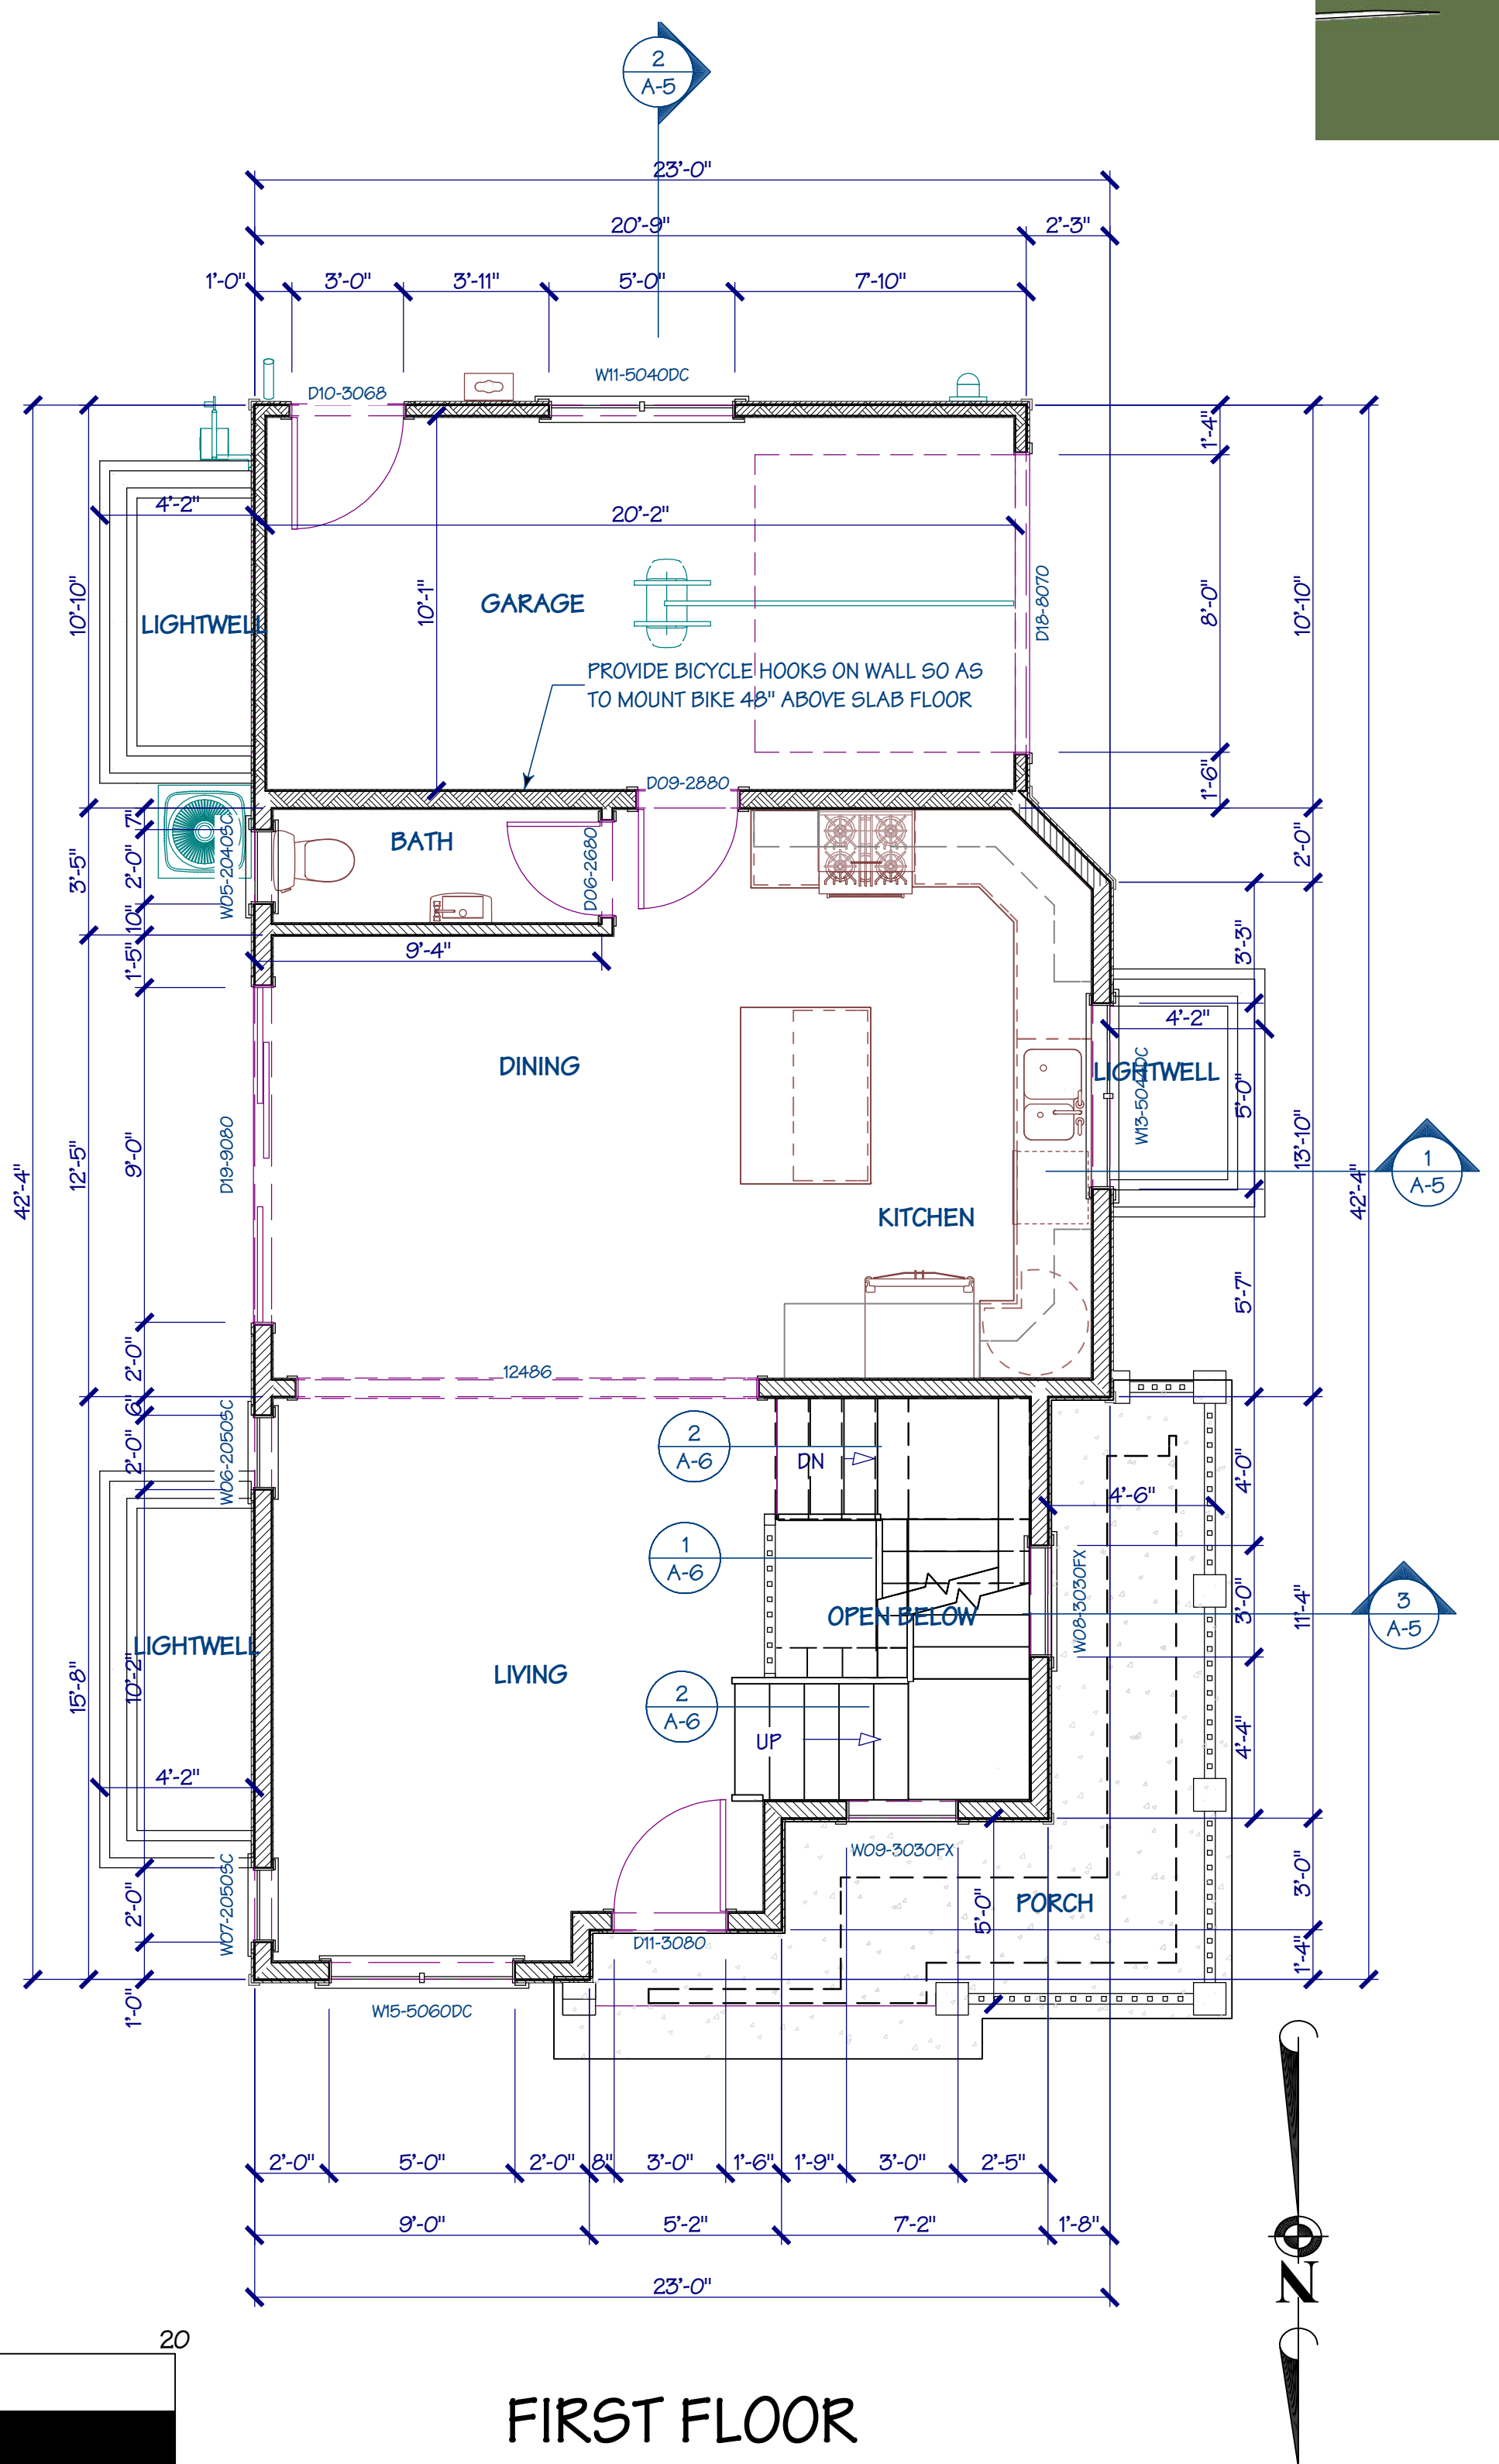 2
A-5
23'-0"
20'-9"
2'-3"
1'-0"
3'-0"
3'-11"
5'-0"
7'-10"
D10-3068
W11-5040DC
1'-4"
4'-2"
20'-2"
10'-10"
LIGHTWELL
10'-1"
GARAGE
D18-8070
8'-0"
10'-10"
PROVIDE BICYCLE HOOKS ON WALL SO AS
TO MOUNT BIKE 48" ABOVE SLAB FLOOR
D09-2880
1'-6"
7"
BATH
3'-5"
2'-0"
W05-2040SC
D06-2680
2'-0"
10"
1'-5"
9'-4"
3'-3"
4'-2"
DINING
LIGHTWELL
W13-5044DC
5'-0"
42'-4"
12'-5"
9'-0"
D19-9080
13'-10"
42'-4"
1
A-5
KITCHEN
5'-7"
2'-0"
12486
6"
2'-0"
W06-2050SC
2
A-6
DN
4'-0"
4'-6"
1
A-6
W08-3030FX
3'-0"
11'-4"
3
A-5
OPEN BELOW
LIGHTWELL
15'-8"
10'-2"
LIVING
2
A-6
UP
4'-4"
4'-2"
W09-3030FX
2'-0"
W07-2050SC
PORCH
5'-0"
3'-0"
D11-3080
1'-4"
1'-0"
W15-5060DC
2'-0"
5'-0"
2'-0"
8"
3'-0"
1'-6"
1'-9"
3'-0"
2'-5"
9'-0"
5'-2"
7'-2"
1'-8"
23'-0"
N
20
FIRST FLOOR